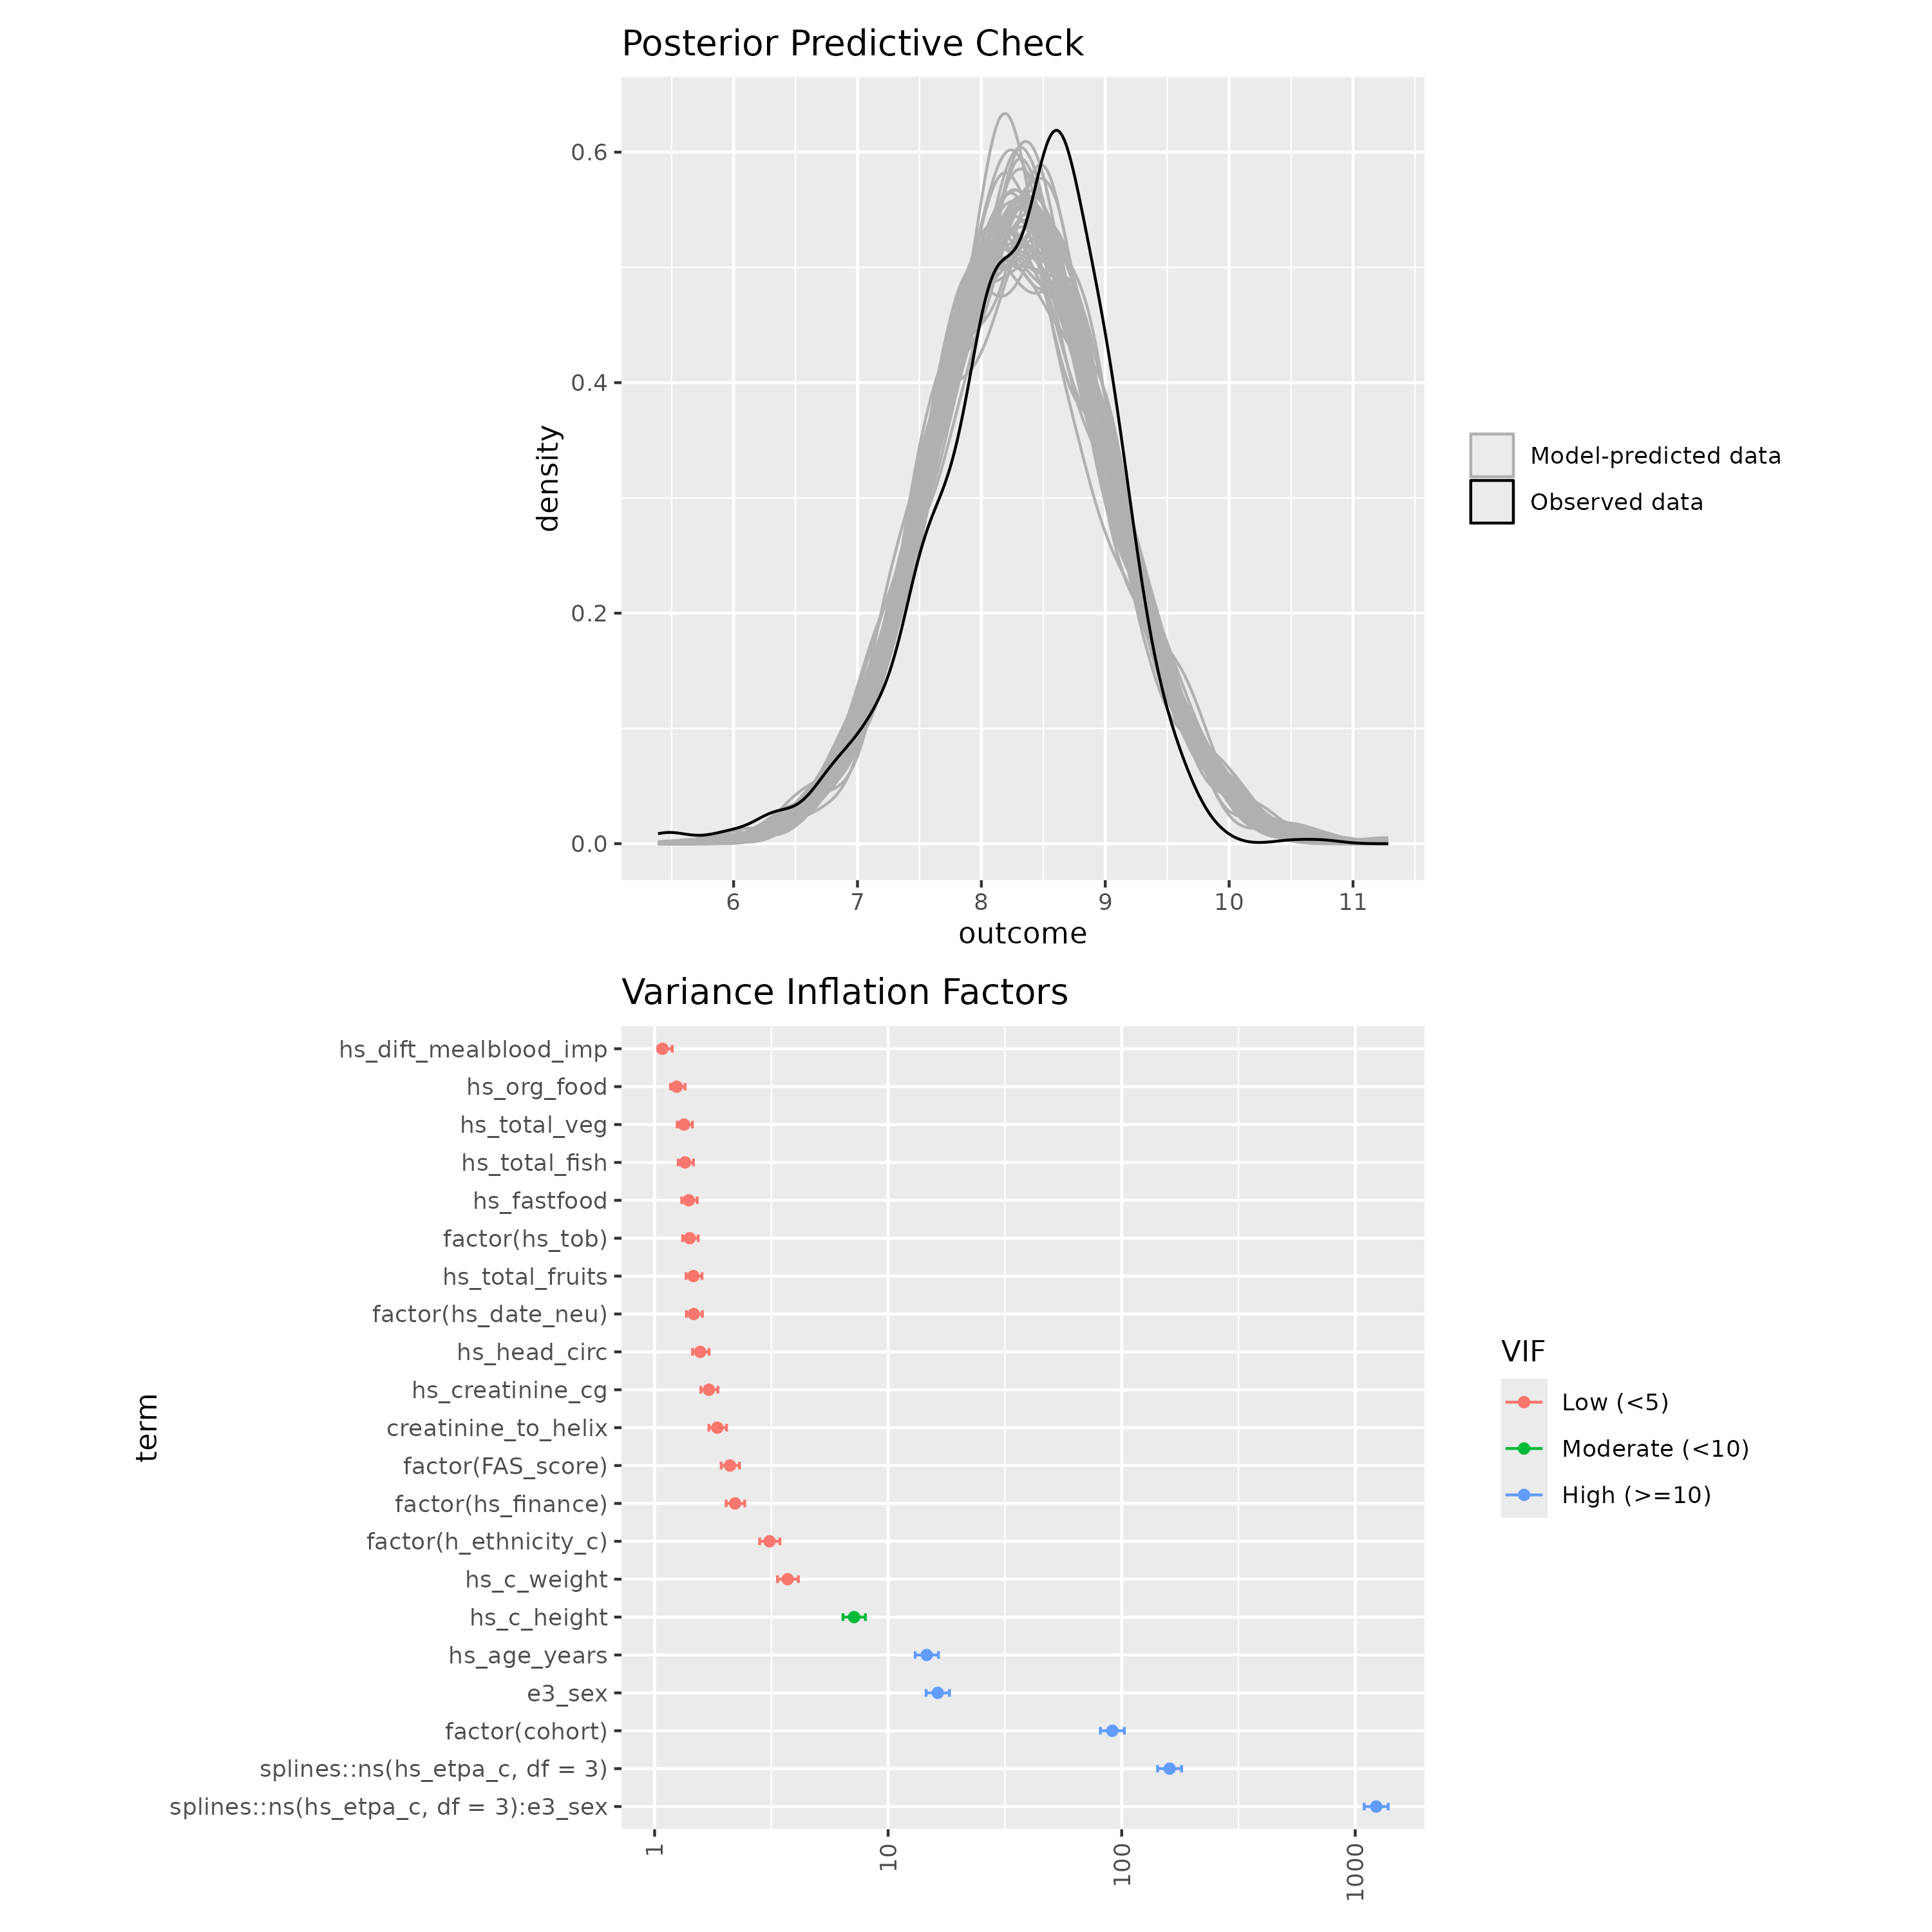 Posterior Predictive Check
0.6
0.4
0.2
0.0
density
6 7 8 9 10 11
outcome
Model-predicted data
Observed data
Variance Inflation Factors
term
hs_dift_mealblood_imp
hs_org_food
hs_total_veg
hs_total_fish
hs_fastfood
factor(hs_tob)
hs_total_fruits
factor(hs_date_neu)
hs_head_circ
hs_creatinine_cg
creatinine_to_helix
factor(FAS_score)
factor(hs_finance)
factor(h_ethnicity_c)
hs_c_weight
hs_c_height
hs_age_years
e3_sex
factor(cohort)
splines::ns(hs_etpa_c, df = 3)
splines::ns(hs_etpa_c, df = 3):e3_sex
1 10 100 1000
VIF
Low (<5)
Moderate (<10)
High (>=10)